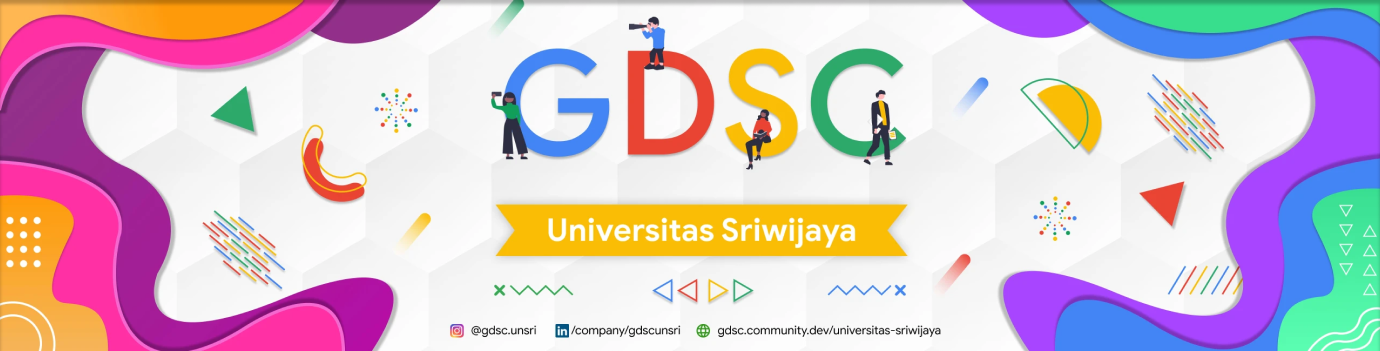 GDSC
Universitas Sriwijaya
@gdsc.unsri /company/gdscunsri gdsc.community.dev/universitas-sriwijaya